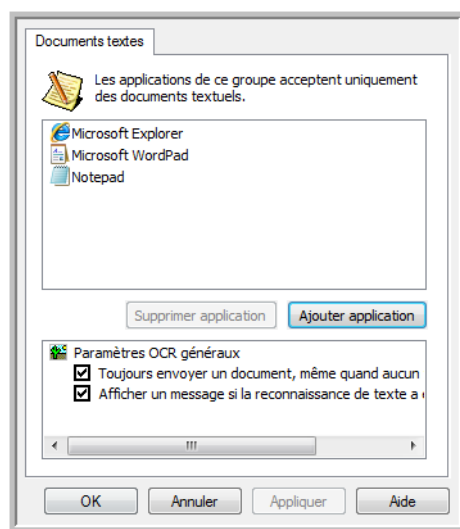 Documents textes
Les applications de ce groupe acceptent uniquement
des documents textuels.
Microsoft Explorer
Microsoft WordPad
Notepad
Supprimer application
Ajouter application
Paramètres OCR généraux
Toujours envoyer un document, même quand aucun
Afficher un message si la reconnaissance de texte a
OK
Annuler
Appliquer
Aide